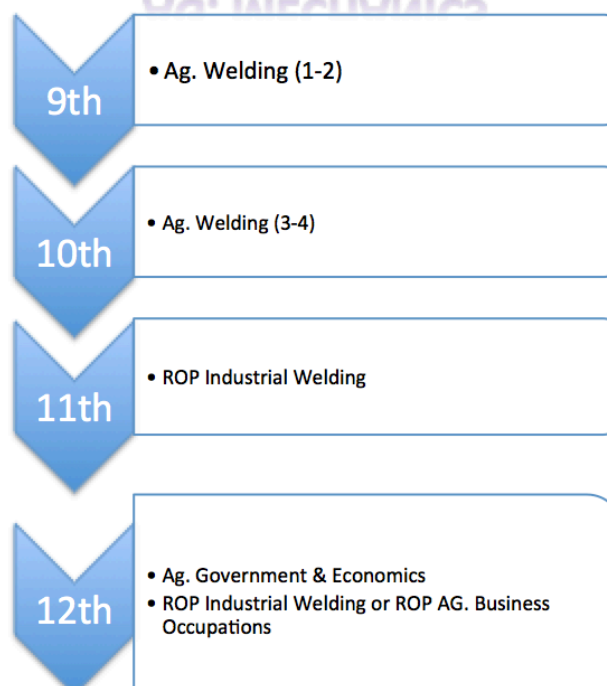 9th
• Ag. Welding (1-2)
10th
• Ag. Welding (3-4)
11th
• ROP Industrial Welding
12th
• Ag. Government & Economics
• ROP Industrial Welding or ROP AG. Business
Occupations